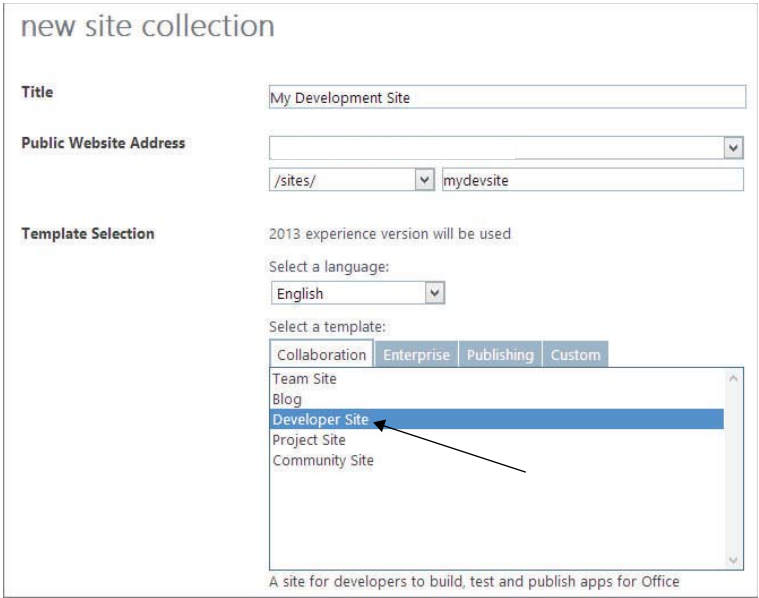 new site collection
Title
My Development Site
Public Website Address
/sites/ mydevsite
Template Selection
2013 experience version will be used
Select a language:
English
Select a template:
Collaboration Enterprise Publishing Custom
Team Site
Blog
Developer Site
Project Site
Community Site
A site for developers to build, test and publish apps for Office